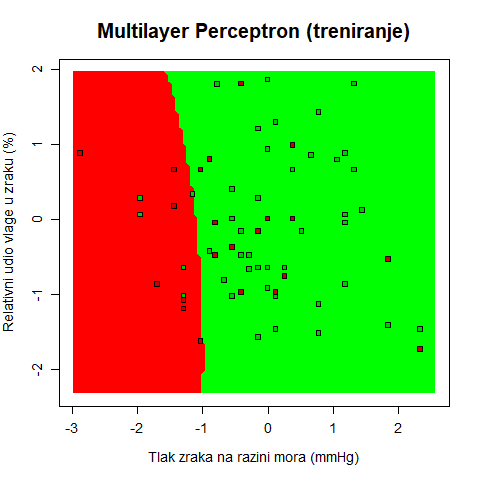 Multilayer Perceptron (treniranje)
Relativni udio vlage u zraku (%)
2
1
0
-1
-2
-3 -2 -1 0 1 2
Tlak zraka na razini mora (mmHg)